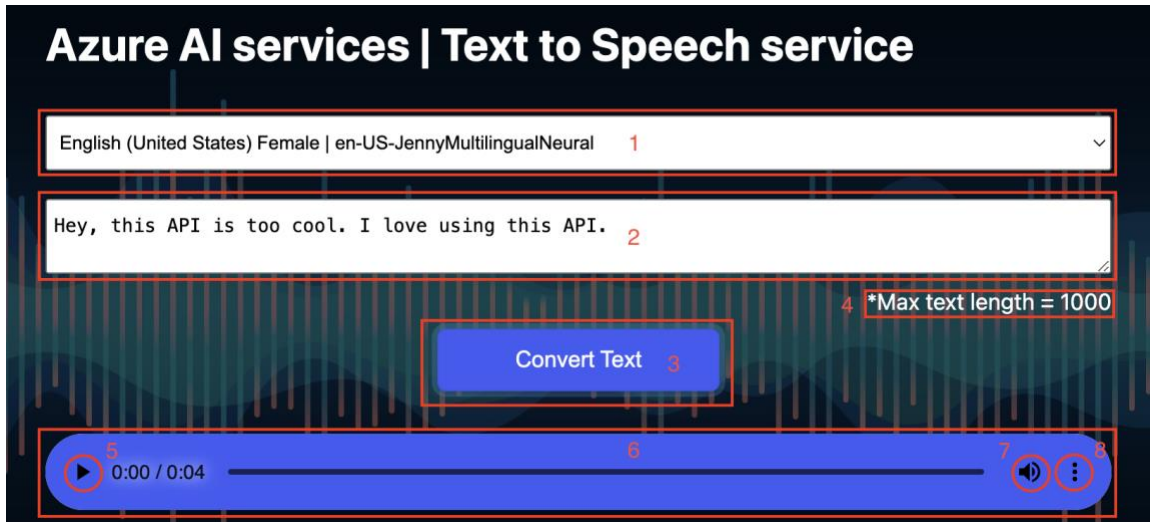 Azure AI services | Text to Speech service
English (United States) Female | en-US-JennyMultilingualNeural 1
Hey, this API is too cool. I love using this API. 2
4 *Max text length = 1000
Convert Text 3
5 6 7 8
0:00 / 0:04